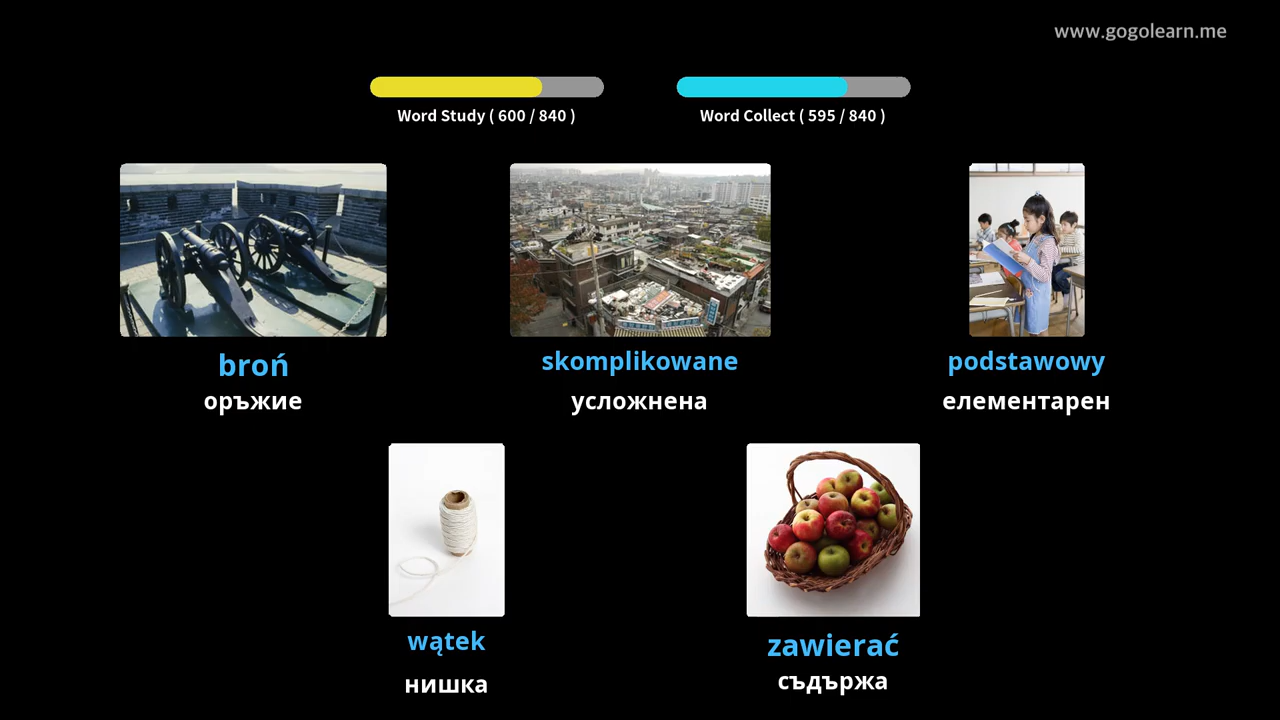 www.gogolearn.me
Word Study ( 600 / 840 )
Word Collect ( 595 / 840 )
broń
оръжие
skomplikowane
усложнена
podstawowy
елементарен
wątek
нишка
zawierać
съдържа